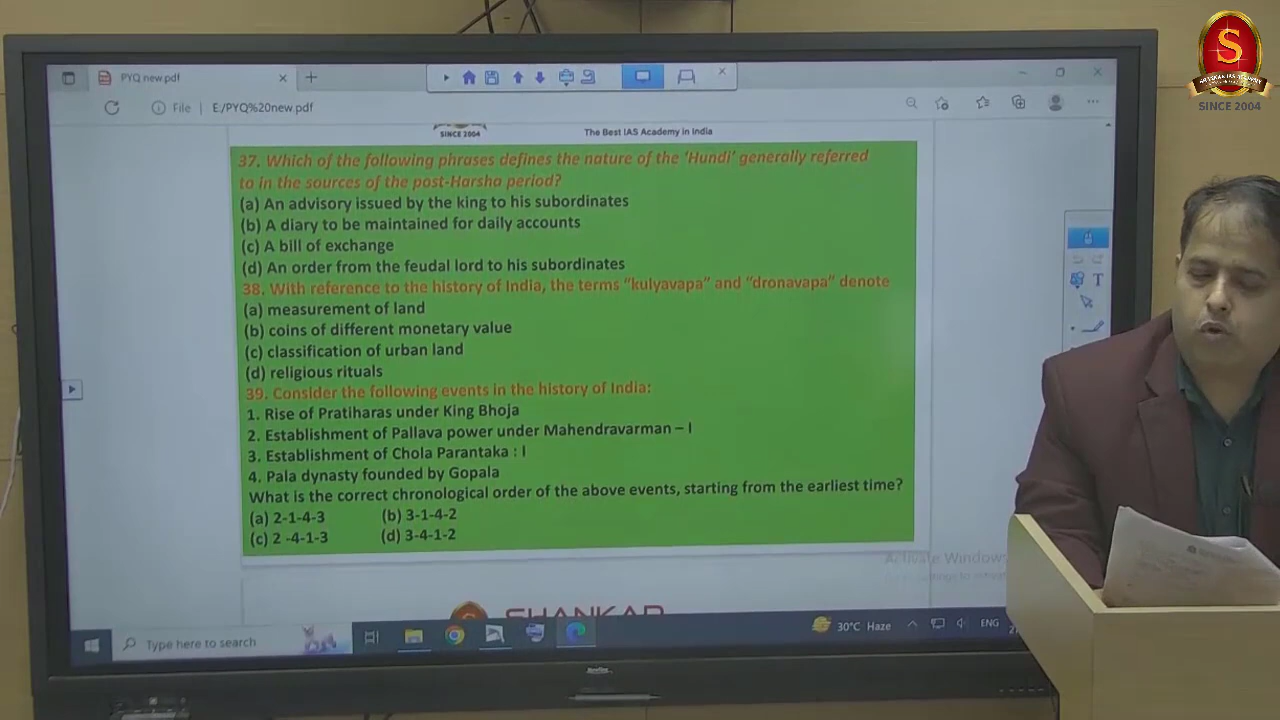 S
SINCE 2004
PYQ new.pdf
File | E:/PYQ%20new.pdf
SINCE 2004
The Best IAS Academy in India
37. Which of the following phrases defines the nature of the ‘Hundi’ generally referred
to in the sources of the post-Harsha period?
(a) An advisory issued by the king to his subordinates
(b) A diary to be maintained for daily accounts
(c) A bill of exchange
(d) An order from the feudal lord to his subordinates
38. With reference to the history of India, the terms “kulyavapa” and “dronavapa” denote
(a) measurement of land
(b) coins of different monetary value
(c) classification of urban land
(d) religious rituals
39. Consider the following events in the history of India:
1. Rise of Pratiharas under King Bhoja
2. Establishment of Pallava power under Mahendravarman – I
3. Establishment of Chola Parantaka : I
4. Pala dynasty founded by Gopala
What is the correct chronological order of the above events, starting from the earliest time?
(a) 2-1-4-3 (b) 3-1-4-2
(c) 2 -4-1-3 (d) 3-4-1-2
Activate Windows
SHANKAR
Type here to search
30°C Haze
ENG